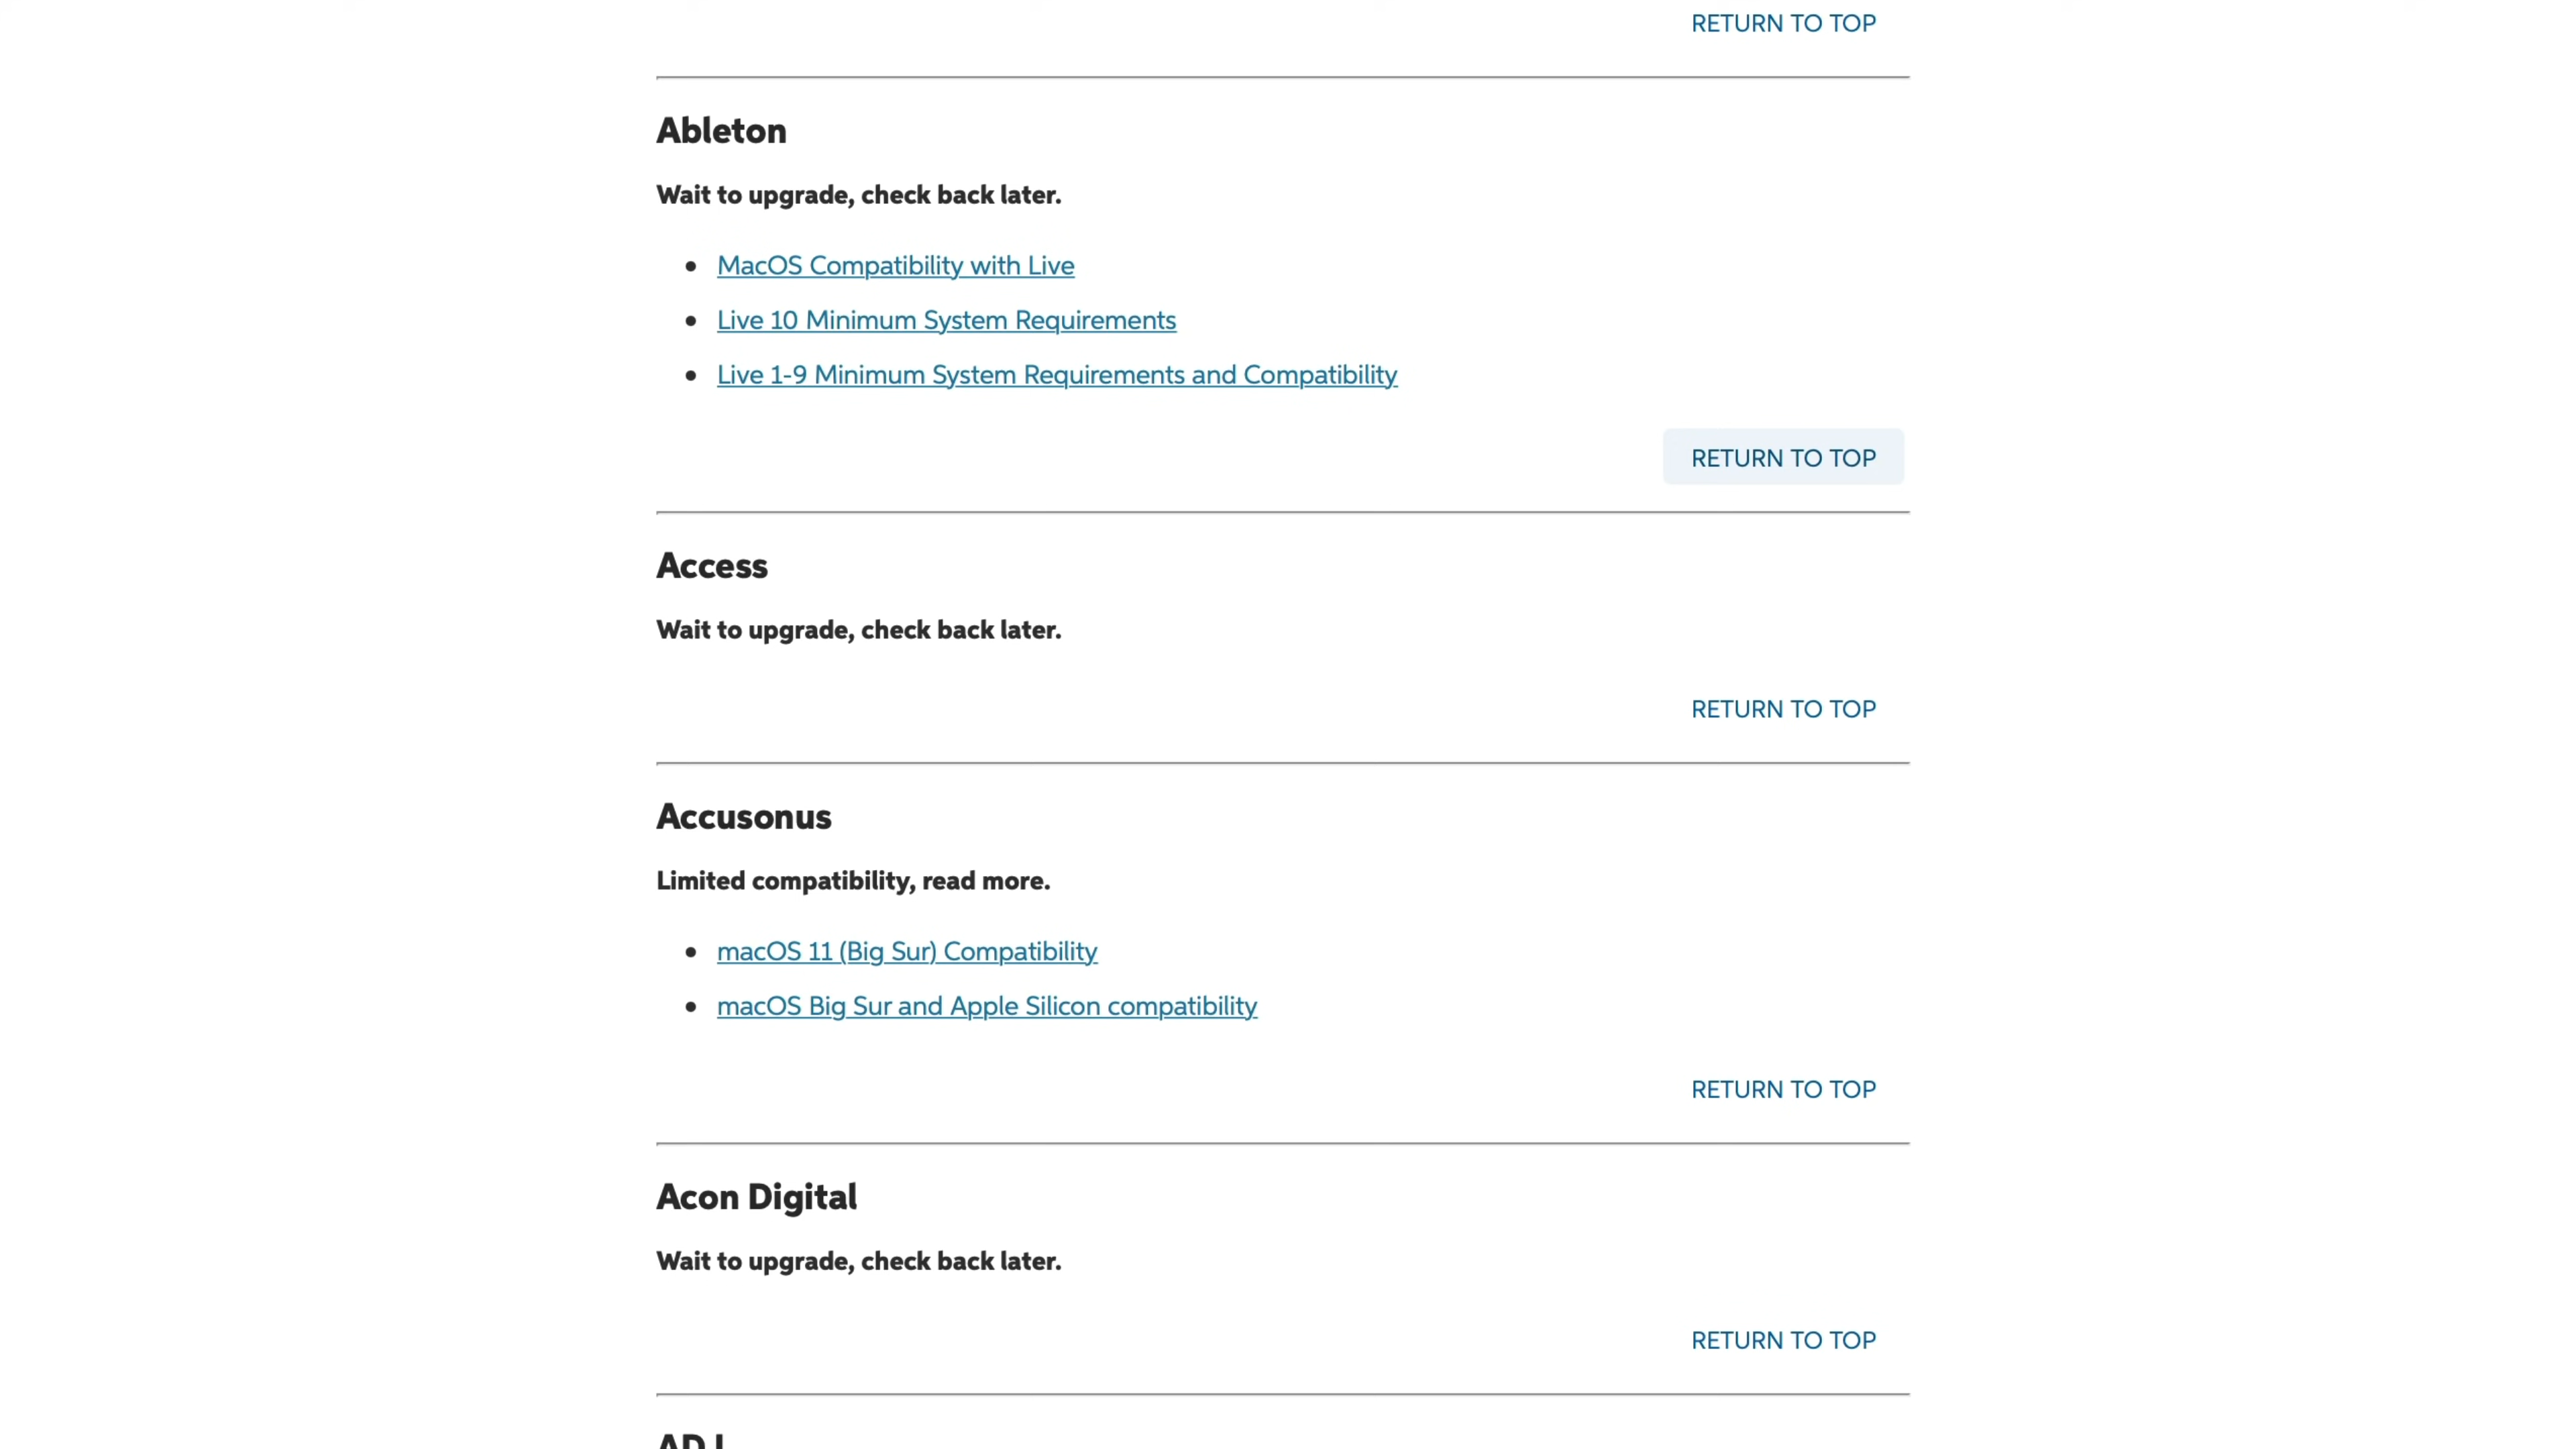 RETURN TO TOP
Ableton
Wait to upgrade, check back later.
MacOS Compatibility with Live
Live 10 Minimum System Requirements
Live 1-9 Minimum System Requirements and Compatibility
RETURN TO TOP
Access
Wait to upgrade, check back later.
RETURN TO TOP
Accusonus
Limited compatibility, read more.
macOS 11 (Big Sur) Compatibility
macOS Big Sur and Apple Silicon compatibility
RETURN TO TOP
Acon Digital
Wait to upgrade, check back later.
RETURN TO TOP